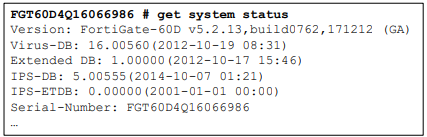 FGT60D4Q16066986 # get system status
Version: FortiGate-60D v5.2.13,build0762,171212 (GA)
Virus-DB: 16.00560(2012-10-19 08:31)
Extended DB: 1.00000(2012-10-17 15:46)
IPS-DB: 5.00555(2014-10-07 01:21)
IPS-ETDB: 0.00000(2001-01-01 00:00)
Serial-Number: FGT60D4Q16066986
…